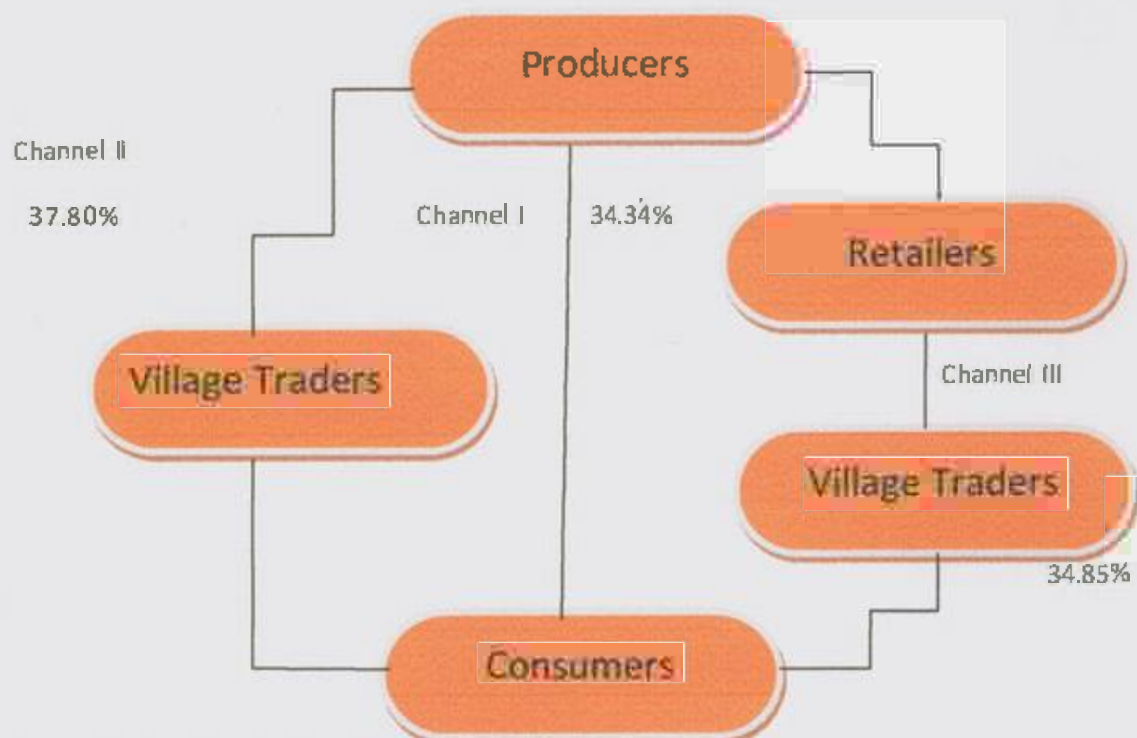 Producers
Channel II
37.80%
Channel I 34.34%
Retailers
Village Traders
Channel III
Village Traders
34.85%
Consumers